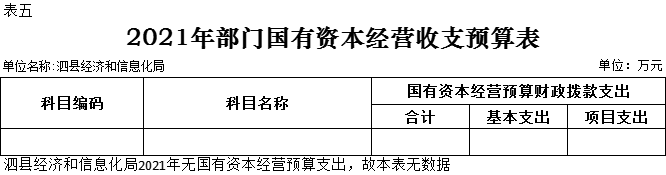 表五
2021年部门国有资本经营收支预算表
单位名称:泗县经济和信息化局 单位：万元
科目编码 科目名称 国有资本经营预算财政拨款支出
合计 基本支出 项目支出
泗县经济和信息化局2021年无国有资本经营预算支出，故本表无数据